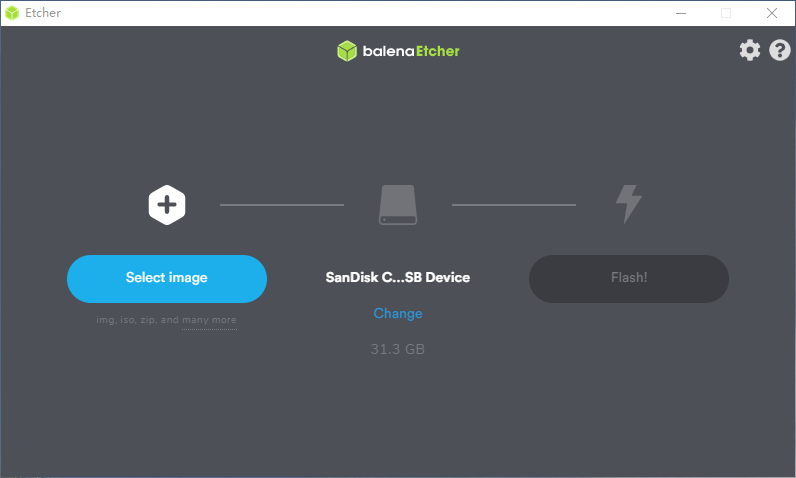 Etcher
balenaEtcher
Select image
img, iso, zip, and many more
SanDisk C...SB Device
Change
31.3 GB
Flash!